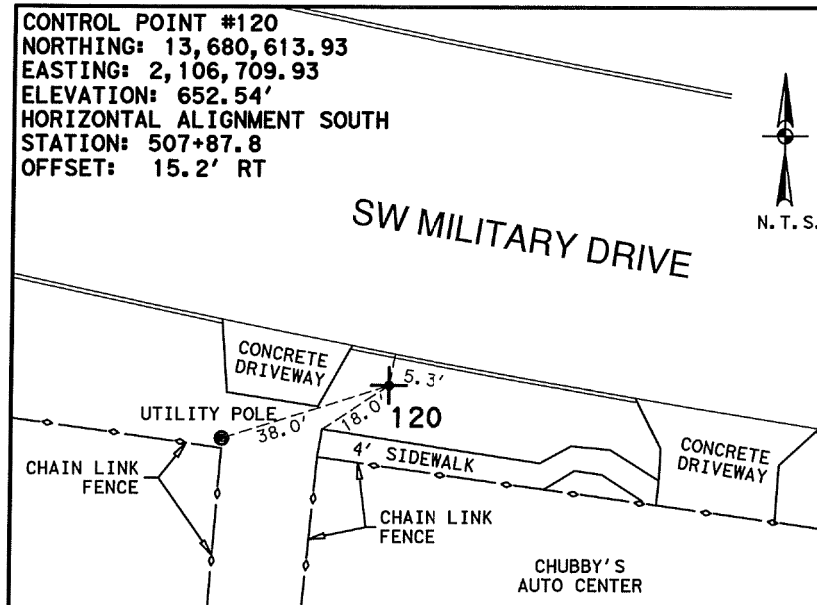 CONTROL POINT #120
NORTHING: 13,680,613.93
EASTING: 2,106,709.93
ELEVATION: 652.54'
HORIZONTAL ALIGNMENT SOUTH
STATION: 507+87.8
OFFSET: 15.2' RT
N.T.S.
SW MILITARY DRIVE
CONCRETE
DRIVEWAY
5.3'
120
18.0'
38.0'
UTILITY POLE
4' SIDEWALK
CONCRETE
DRIVEWAY
CHAIN LINK
FENCE
CHAIN LINK
FENCE
CHUBBY'S
AUTO CENTER